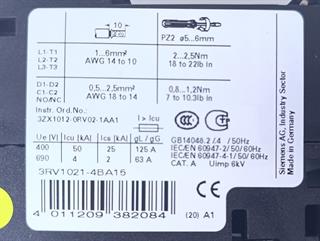 10
PZ2 ø5...6mm
L1-T1
L2-T2
L3-T3
1...6mm²
AWG 14 to 10
2...2,5Nm
18 to 22lb In
D1-D2
C1-C2
NO/NC
0,5...2,5mm²
AWG 18 to 14
0,8...1,2Nm
7 to 10.3lb In
Instr. Ord.No.:
3ZX1012-0RV02-1AA1
I > Icu
Ue [V] Icu [kA] Icu [kA] gL / gG
400 50 25 125 A
690 4 2 63 A
GB14048.2 /.4 / 50Hz
IEC/EN 60947-2/ 50/ 60Hz
IEC/EN 60947-4-1/ 50/ 60Hz
CAT. A Uimp 6kV
3RV1021-4BA15
4 011209 382084
(20) A1
Siemens AG, Industry Sector
Made in Germany